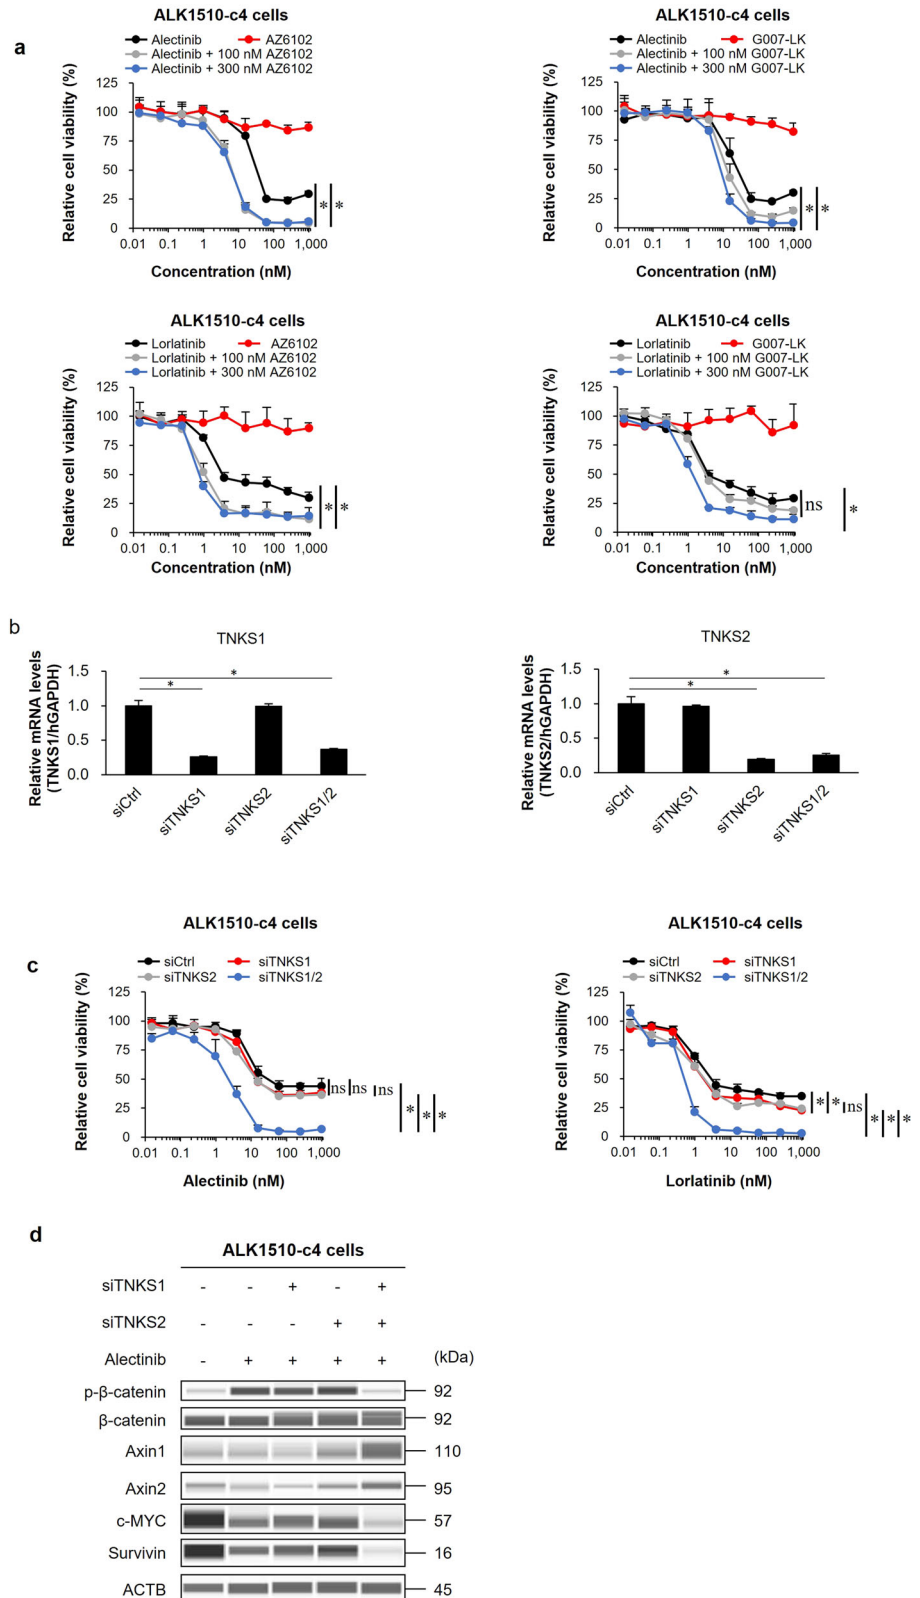 a
ALK1510-c4 cells
Alectinib AZ6102
Alectinib + 100 nM AZ6102
Alectinib + 300 nM AZ6102
Relative cell viability (%)
125
100
75
50
25
0
0.01 0.1 1 10 100 1,000
Concentration (nM)
* *
ALK1510-c4 cells
Alectinib G007-LK
Alectinib + 100 nM G007-LK
Alectinib + 300 nM G007-LK
Relative cell viability (%)
125
100
75
50
25
0
0.01 0.1 1 10 100 1,000
Concentration (nM)
* *
ALK1510-c4 cells
Lorlatinib AZ6102
Lorlatinib + 100 nM AZ6102
Lorlatinib + 300 nM AZ6102
Relative cell viability (%)
125
100
75
50
25
0
0.01 0.1 1 10 100 1,000
Concentration (nM)
* *
ALK1510-c4 cells
Lorlatinib G007-LK
Lorlatinib + 100 nM G007-LK
Lorlatinib + 300 nM G007-LK
Relative cell viability (%)
125
100
75
50
25
0
0.01 0.1 1 10 100 1,000
Concentration (nM)
ns *
b
TNKS1
Relative mRNA levels
(TNKS1/hGAPDH)
1.5
1.0
0.5
0.0
*
*
siCtrl
siTNKS1
siTNKS2
siTNKS1/2
TNKS2
Relative mRNA levels
(TNKS2/hGAPDH)
1.5
1.0
0.5
0.0
*
*
siCtrl
siTNKS1
siTNKS2
siTNKS1/2
c
ALK1510-c4 cells
siCtrl siTNKS1
siTNKS2 siTNKS1/2
Relative cell viability (%)
125
100
75
50
25
0
0.01 0.1 1 10 100 1,000
Alectinib (nM)
ns ns ns
* * *
ALK1510-c4 cells
siCtrl siTNKS1
siTNKS2 siTNKS1/2
Relative cell viability (%)
125
100
75
50
25
0
0.01 0.1 1 10 100 1,000
Lorlatinib (nM)
* * ns
* * *
d
ALK1510-c4 cells
siTNKS1 - - + - +
siTNKS2 - - - + +
Alectinib - + + + + (kDa)
p-β-catenin 92
β-catenin 92
Axin1 110
Axin2 95
c-MYC 57
Survivin 16
ACTB 45